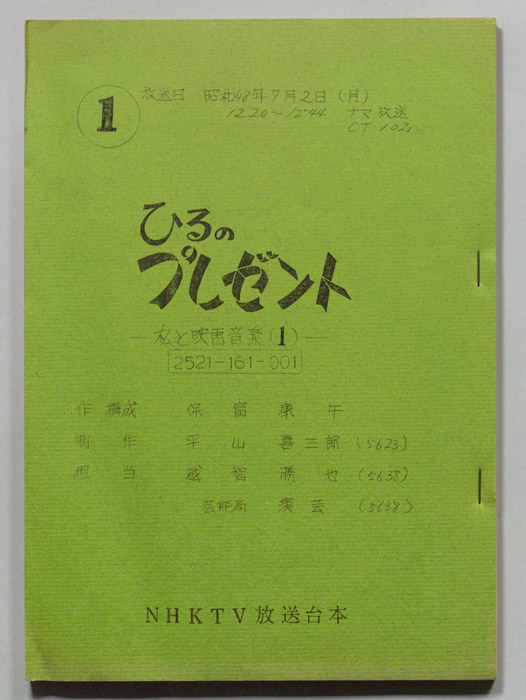 1
放送日 昭和48年7月2日(月)
12.20〜12.44 ナマ放送
CT 102
ひるの
プレゼント
―私と映画音楽(1)―
2521-161-001
作 構成 保富康午
制作 平山喜三郎(5623)
担当 越智勝也(5638)
芸能局 演芸 (5638)
NHKTV放送台本